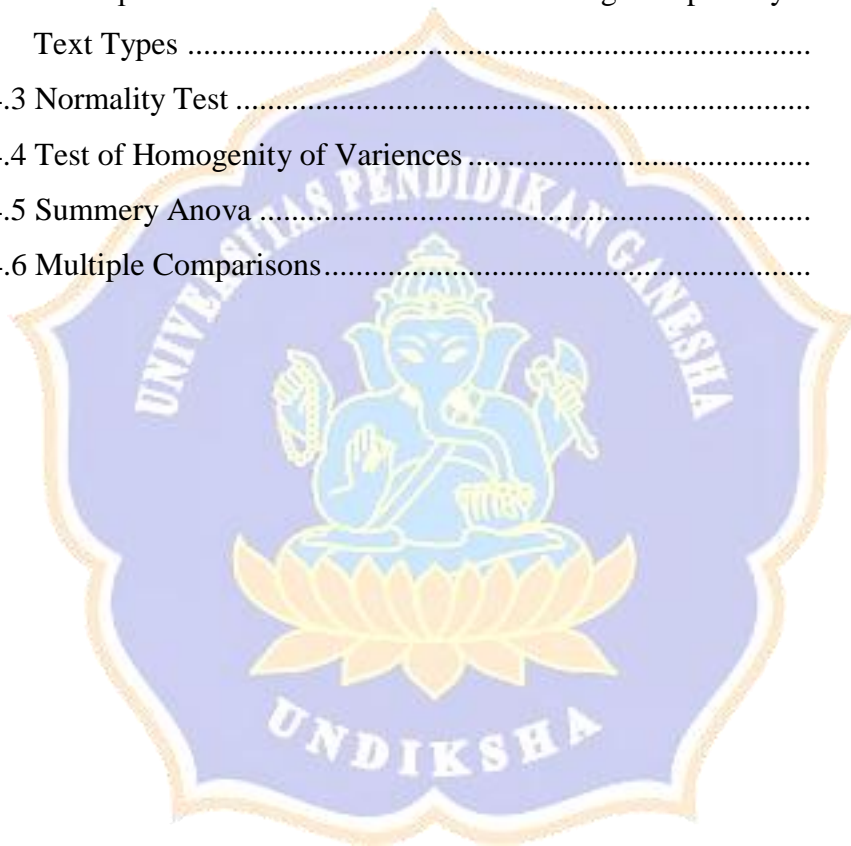 Text Types ....................................................................................
.3 Normality Test ........................................................................
.4 Test of Homogenity of Variences ...........................................
.5 Summery Anova .....................................................................
.6 Multiple Comparisons.............................................................
UNIVERSITAS PENDIDIKAN GANESHA
UNDIKSHA